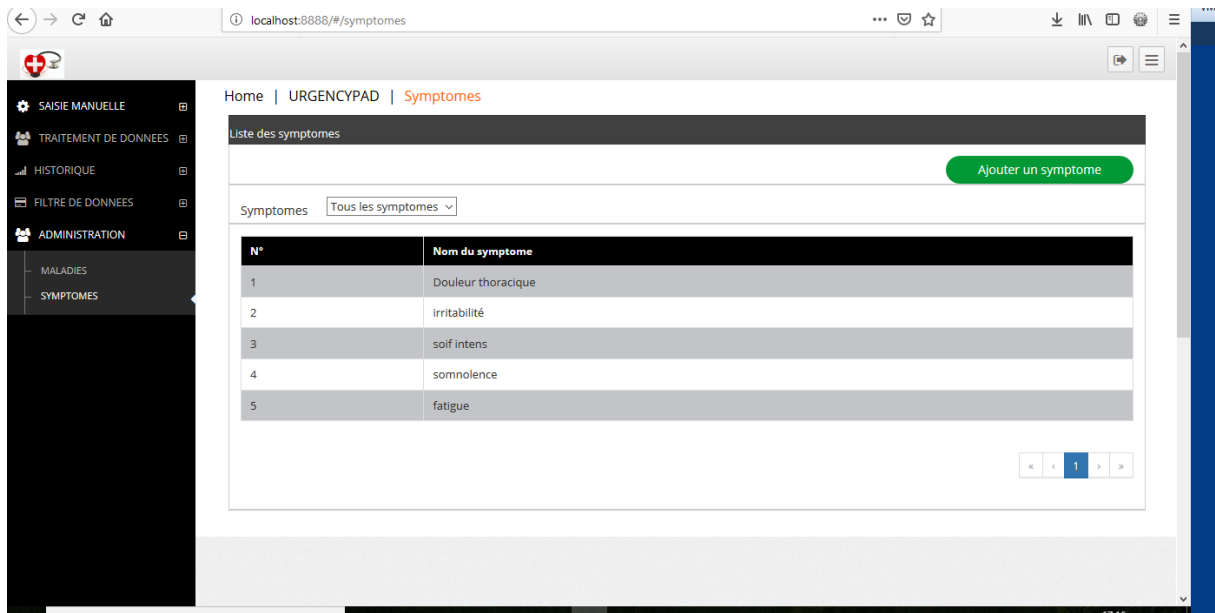 localhost:8888/#/symptomes
Home | URGENCYPAD | Symptomes
SAISIE MANUELLE
TRAITEMENT DE DONNEES
HISTORIQUE
FILTRE DE DONNEES
ADMINISTRATION
MALADIES
SYMPTOMES
Liste des symptomes
Ajouter un symptome
Symptomes Tous les symptomes
N° Nom du symptome
1 Douleur thoracique
2 irritabilité
3 soif intens
4 somnolence
5 fatigue
« ‹ 1 › »